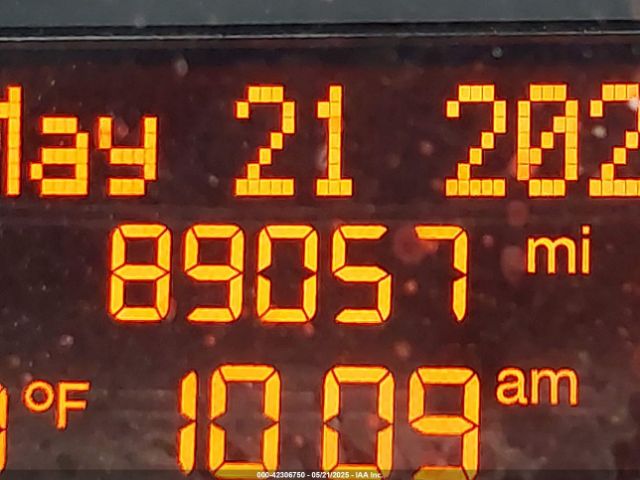 May 21 202
89057 mi
°F 10 09 am
000-42306750 - 05/21/2025 - IAA Inc.